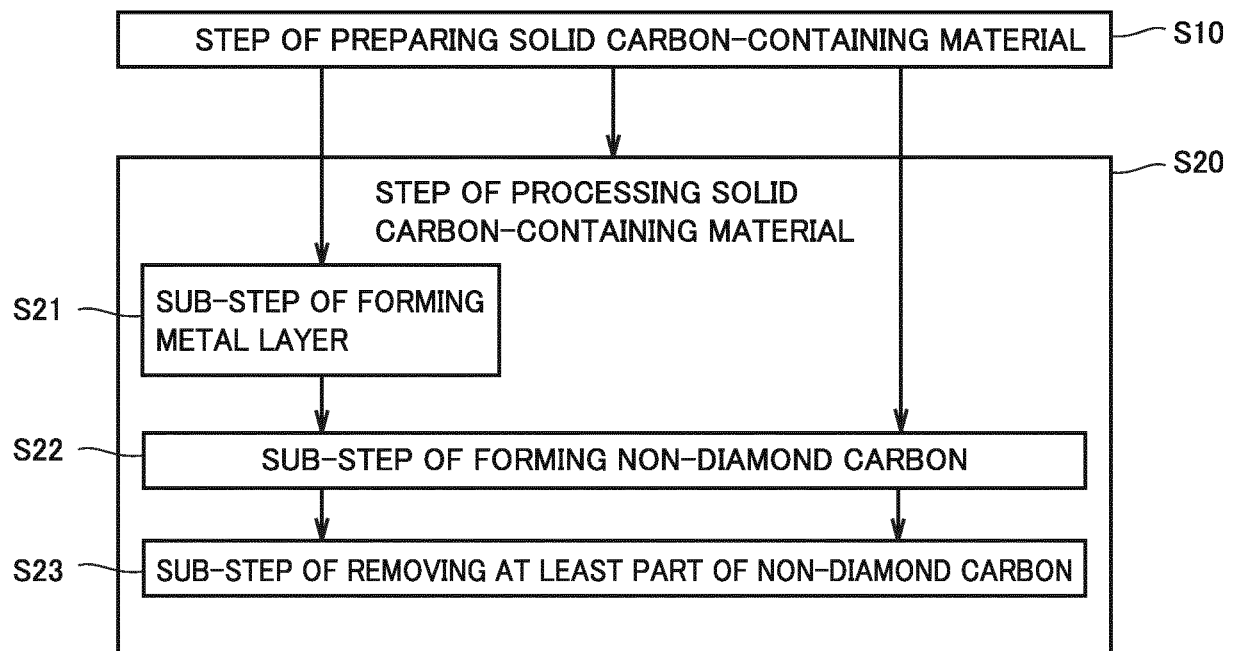 STEP OF PREPARING SOLID CARBON-CONTAINING MATERIAL
S10
S20
STEP OF PROCESSING SOLID
CARBON-CONTAINING MATERIAL
S21
SUB-STEP OF FORMING
METAL LAYER
S22
SUB-STEP OF FORMING NON-DIAMOND CARBON
S23
SUB-STEP OF REMOVING AT LEAST PART OF NON-DIAMOND CARBON